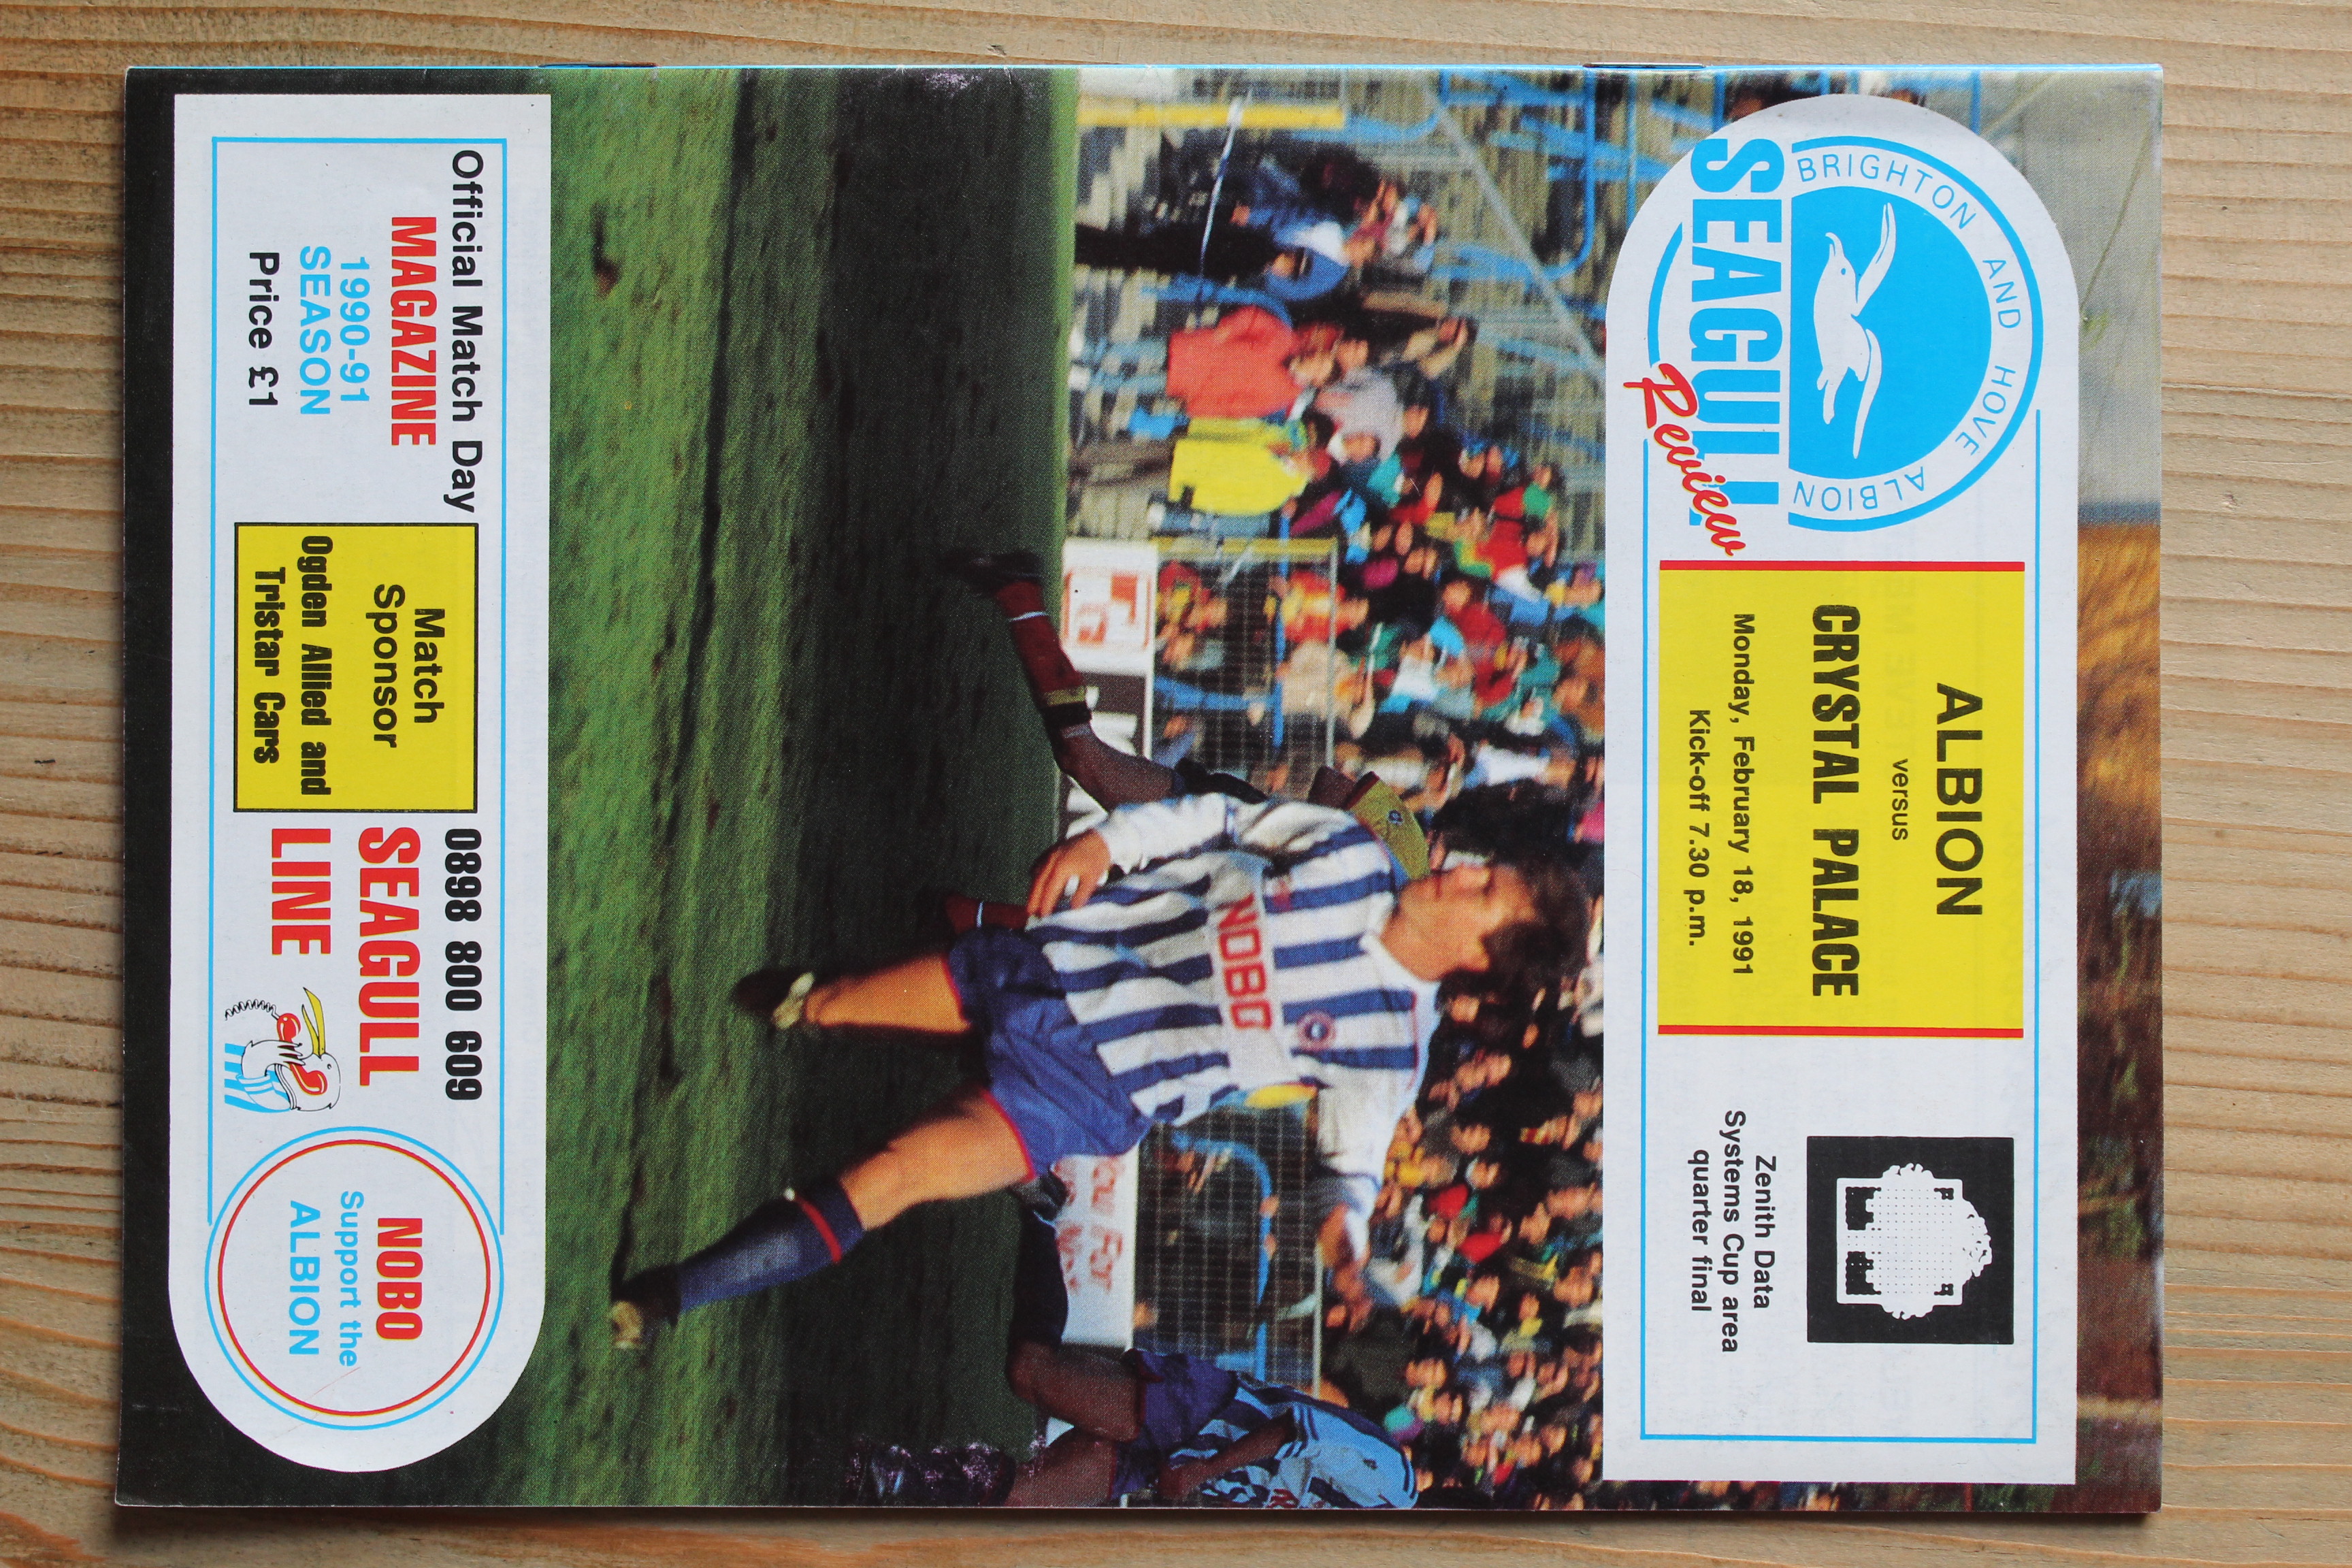 BRIGHTON AND HOVE ALBION
SEAGULL
Review
ALBION
versus
CRYSTAL PALACE
Monday, February 18, 1991
Kick-off 7.30 p.m.
Zenith Data
Systems Cup area
quarter final
NOBO
Official Match Day
MAGAZINE
1990-91
SEASON
Price £1
Match
Sponsor
Ogden Allied and
Tristar Cars
0898 800 609
SEAGULL
LINE
NOBO
Support the
ALBION